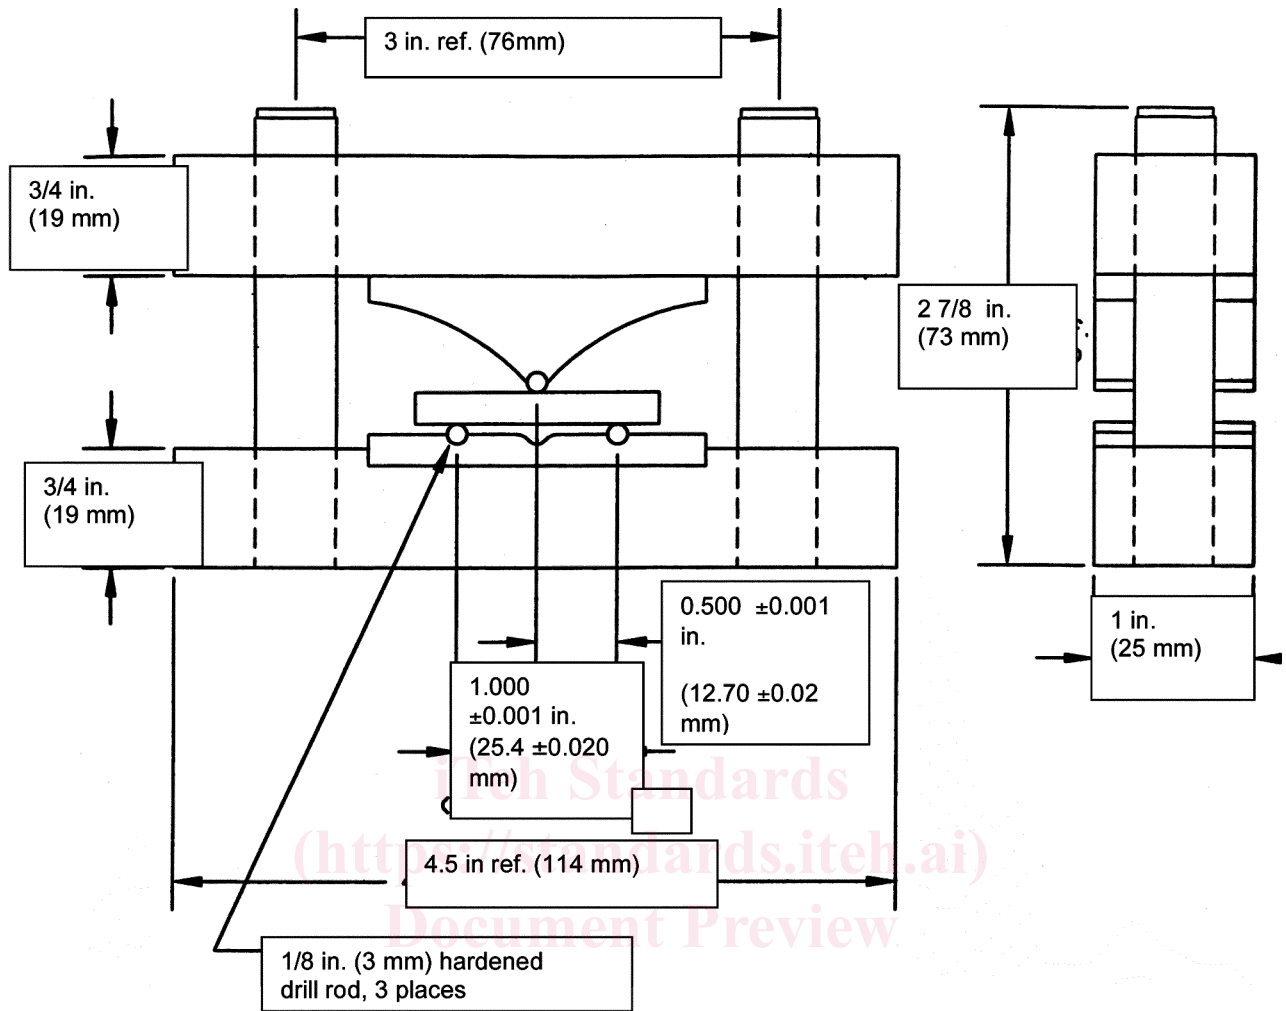 3 in. ref. (76mm)
3/4 in.
(19 mm)
2 7/8 in.
(73 mm)
3/4 in.
(19 mm)
0.500 ±0.001
in.
(12.70 ±0.02
mm)
1 in.
(25 mm)
1.000
±0.001 in.
(25.4 ±0.020
mm)
iTeh Standards
(https://standards.iteh.ai)
4.5 in ref. (114 mm)
Document Preview
1/8 in. (3 mm) hardened
drill rod, 3 places